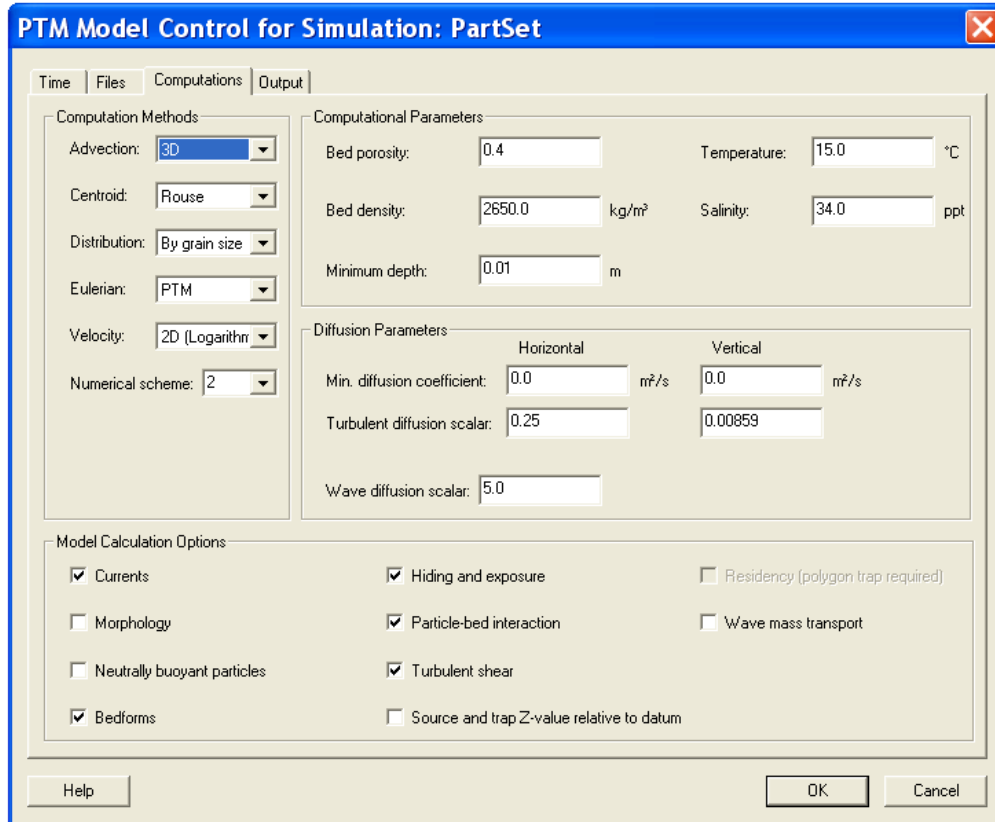 PTM Model Control for Simulation: PartSet
Time Files Computations Output
Computation Methods
Advection: 3D
Centroid: Rouse
Distribution: By grain size
Eulerian: PTM
Velocity: 2D (Logarithm
Numerical scheme: 2
Computational Parameters
Bed porosity: 0.4 Temperature: 15.0 °C
Bed density: 2650.0 kg/m³ Salinity: 34.0 ppt
Minimum depth: 0.01 m
Diffusion Parameters
Horizontal Vertical
Min. diffusion coefficient: 0.0 m²/s 0.0 m²/s
Turbulent diffusion scalar: 0.25 0.00859
Wave diffusion scalar: 5.0
Model Calculation Options
Currents Hiding and exposure Residency (polygon trap required)
Morphology Particle-bed interaction Wave mass transport
Neutrally buoyant particles Turbulent shear
Bedforms Source and trap Z-value relative to datum
Help OK Cancel